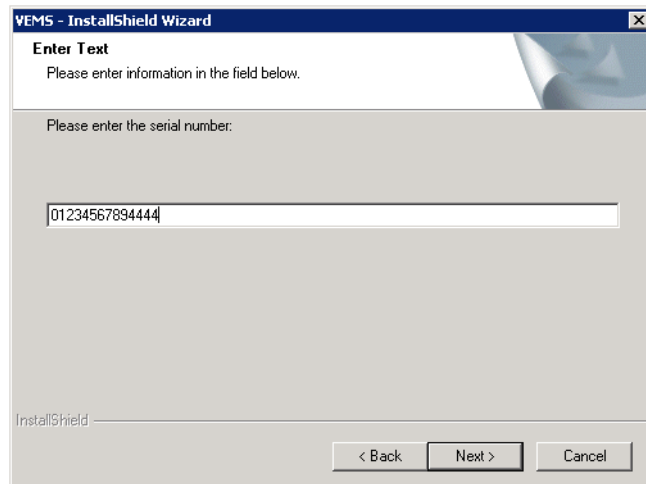 VEMS - InstallShield Wizard
Enter Text
Please enter information in the field below.
Please enter the serial number:
01234567894444
InstallShield
< Back Next > Cancel